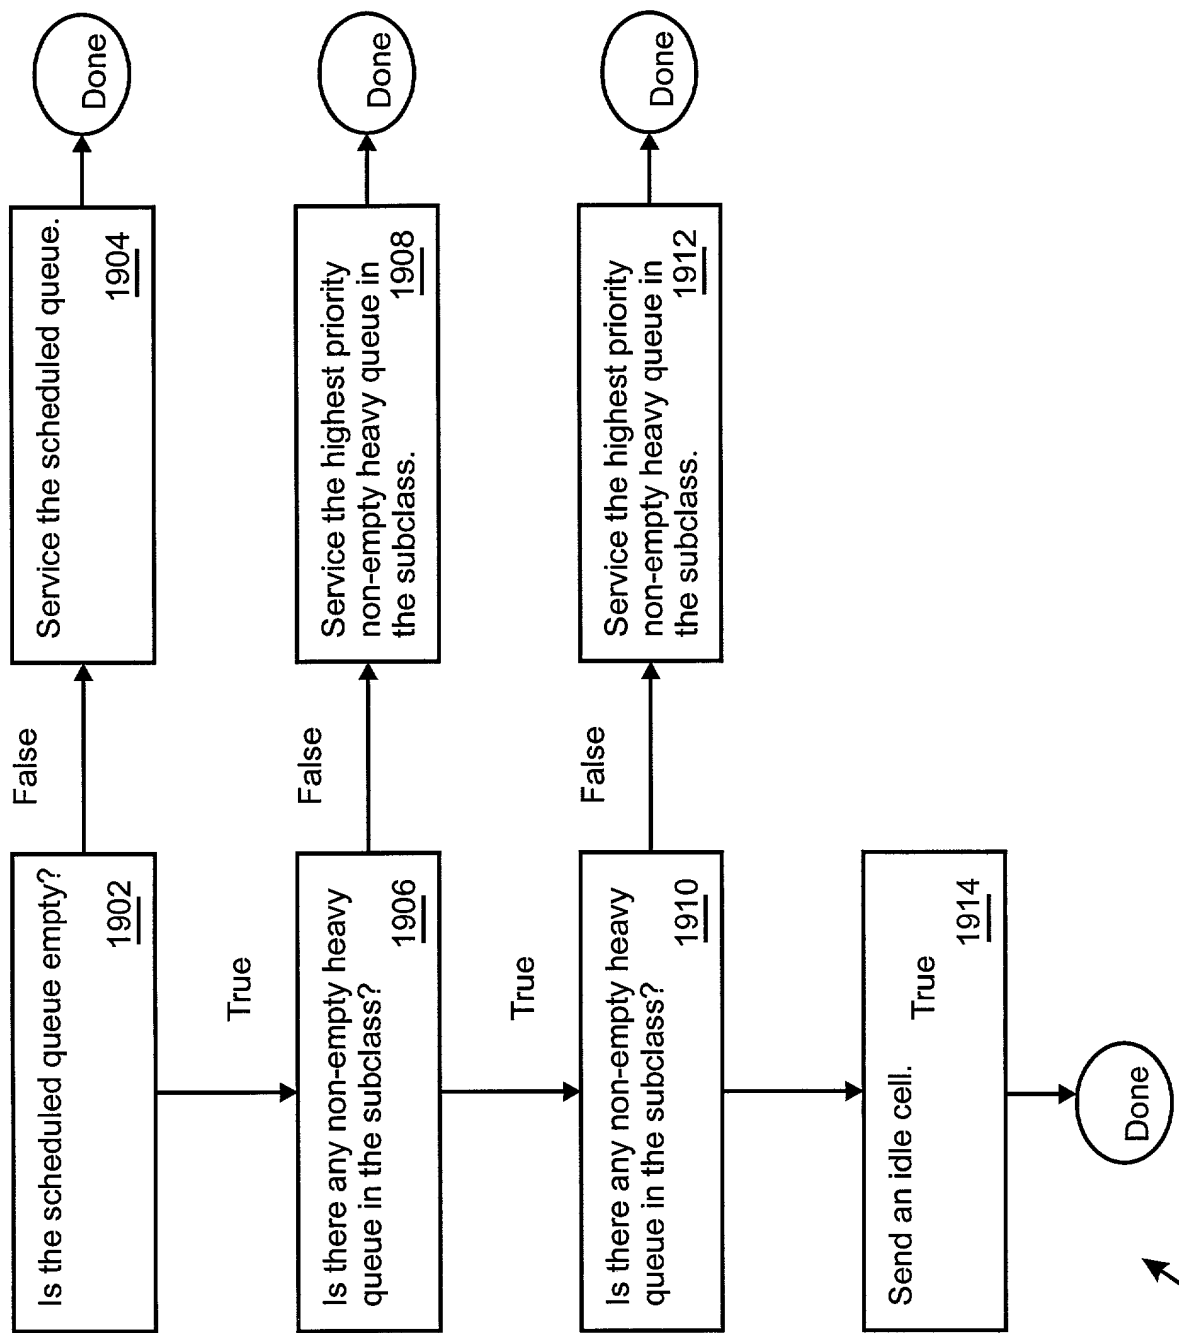 Is the scheduled queue empty?
1902
False
Service the scheduled queue.
1904
Done
True
Is there any non-empty heavy
queue in the subclass?
1906
False
Service the highest priority
non-empty heavy queue in
the subclass.
1908
Done
True
Is there any non-empty heavy
queue in the subclass?
1910
False
Service the highest priority
non-empty heavy queue in
the subclass.
1912
Done
Send an idle cell.
True
1914
Done